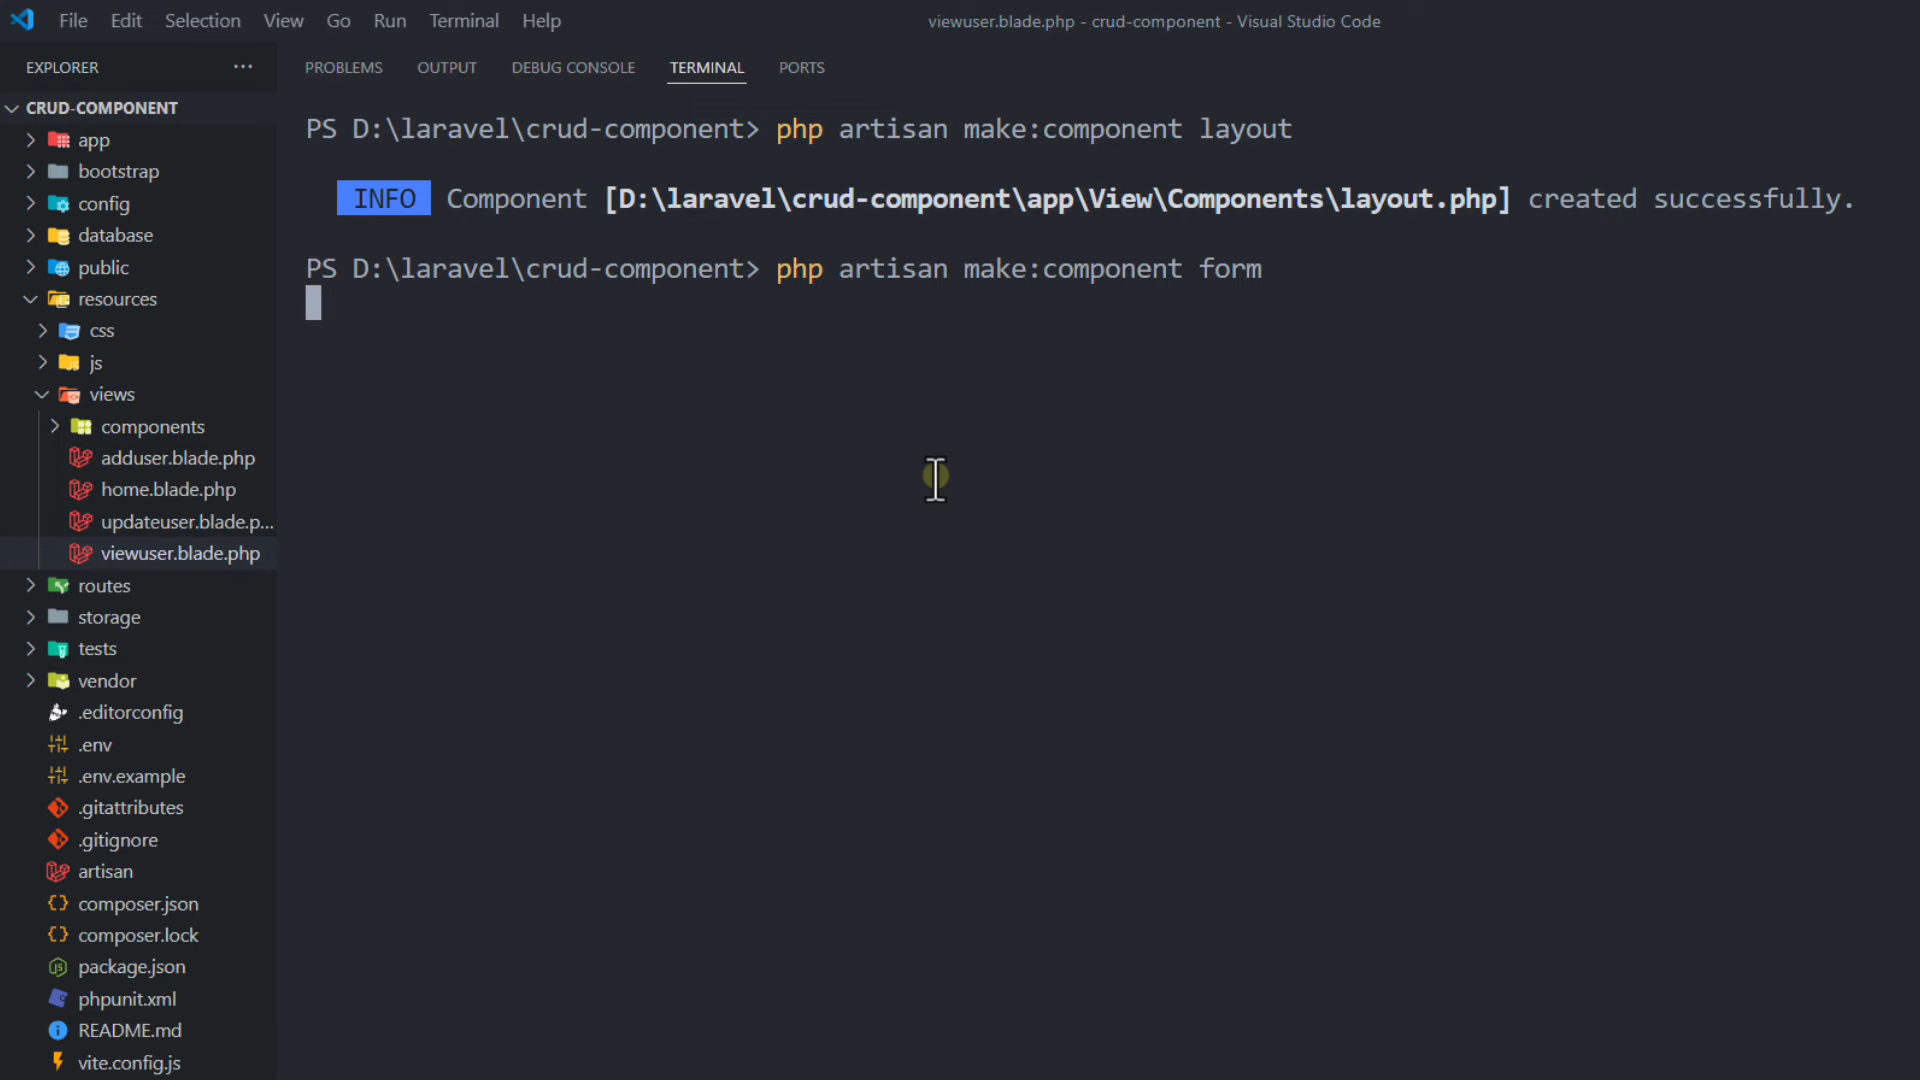 File Edit Selection View Go Run Terminal Help
viewuser.blade.php - crud-component - Visual Studio Code
EXPLORER ···
PROBLEMS OUTPUT DEBUG CONSOLE TERMINAL PORTS
CRUD-COMPONENT
app
bootstrap
config
database
public
resources
css
js
views
components
adduser.blade.php
home.blade.php
updateuser.blade.p...
viewuser.blade.php
routes
storage
tests
vendor
.editorconfig
.env
.env.example
.gitattributes
.gitignore
artisan
composer.json
composer.lock
package.json
phpunit.xml
README.md
vite.config.js
PS D:\laravel\crud-component> php artisan make:component layout
INFO Component [D:\laravel\crud-component\app\View\Components\layout.php] created successfully.
PS D:\laravel\crud-component> php artisan make:component form